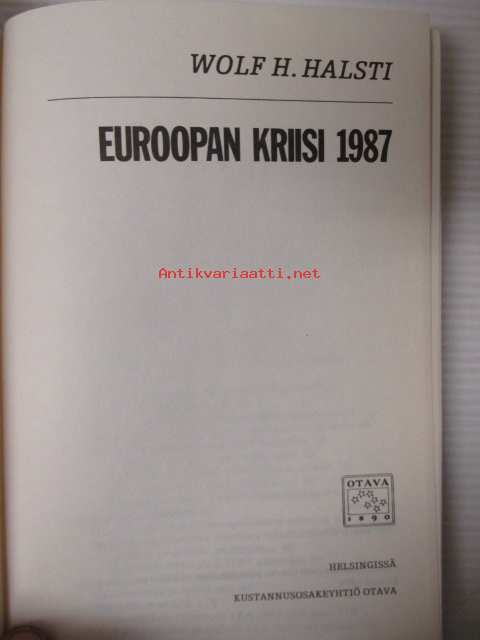 WOLF H. HALSTI
EUROOPAN KRIISI 1987
Antikvariaatti.net
OTAVA
1890
HELSINGISSÄ
KUSTANNUSOSAKEYHTIÖ OTAVA